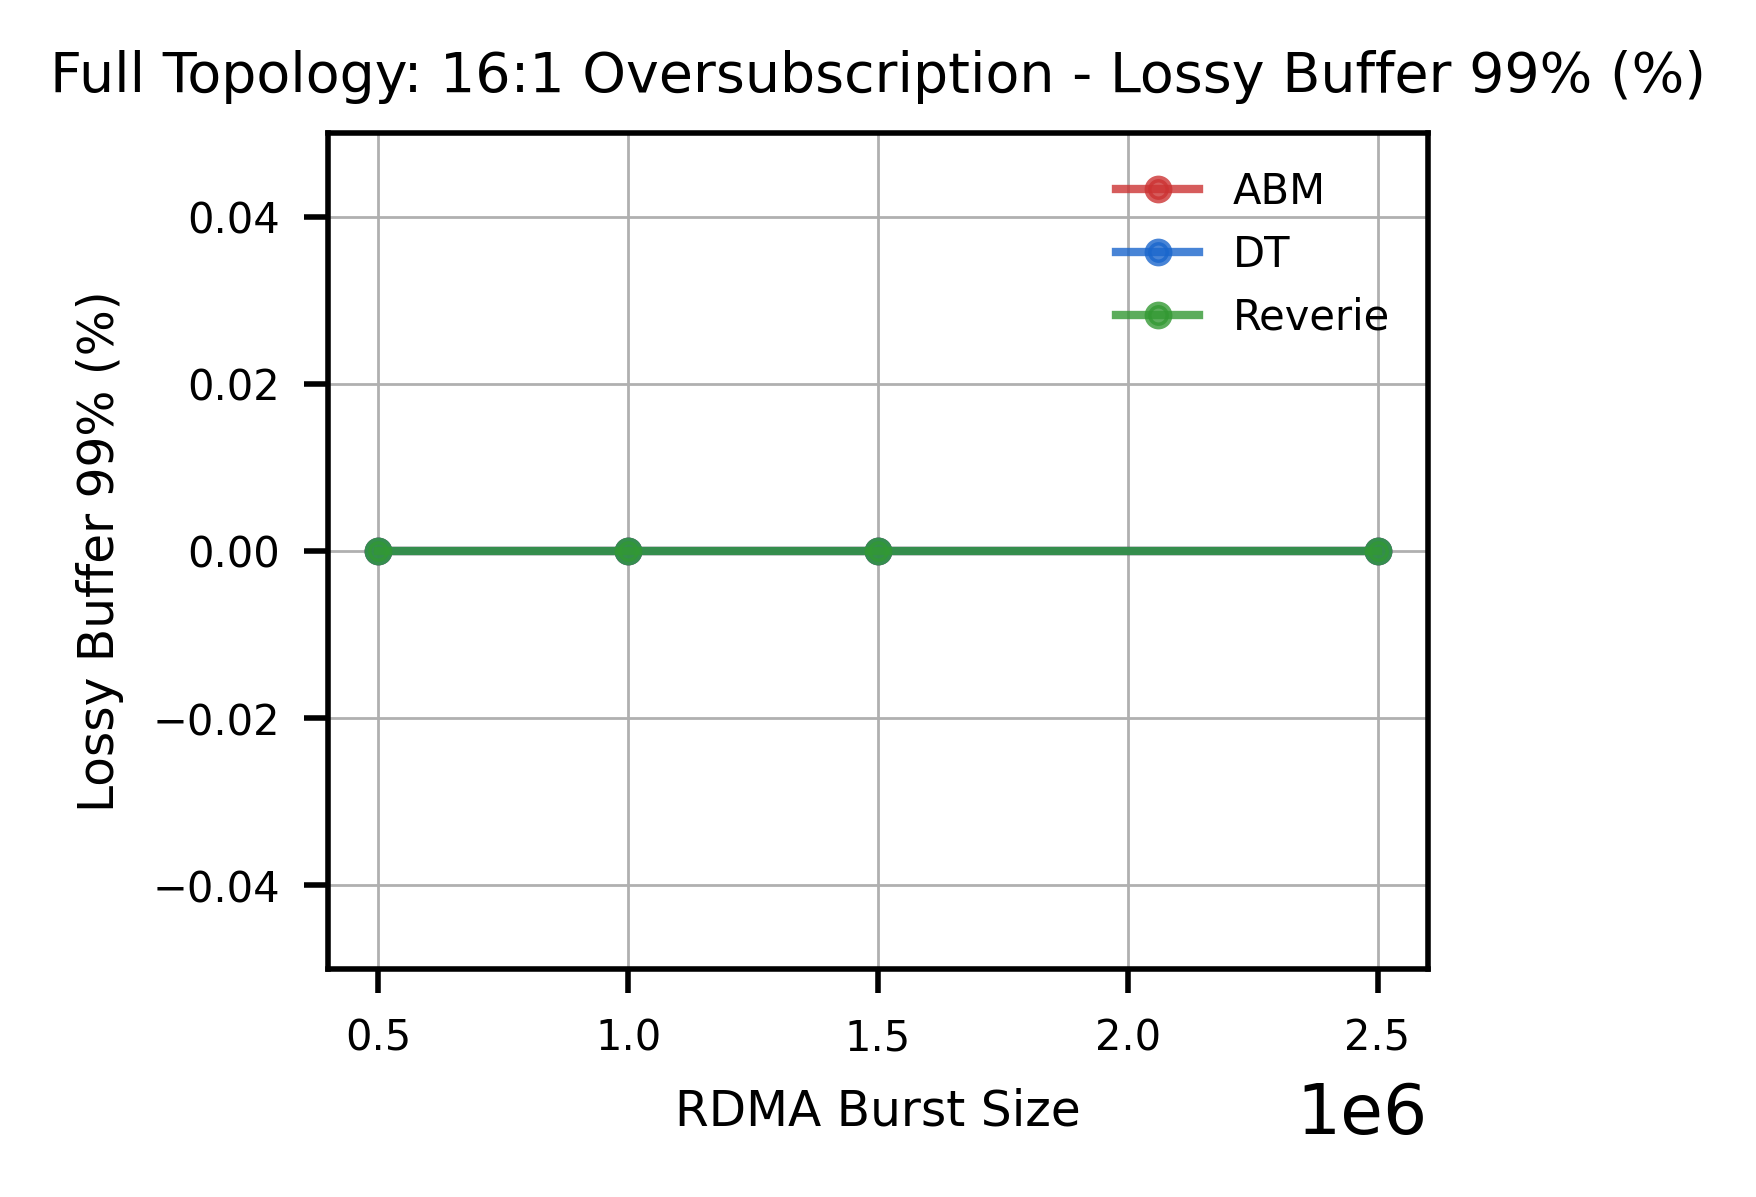 Full Topology: 16:1 Oversubscription - Lossy Buffer 99% (%)
ABM
DT
Reverie
Lossy Buffer 99% (%)
0.04
0.02
0.00
−0.02
−0.04
0.5 1.0 1.5 2.0 2.5
RDMA Burst Size
1e6